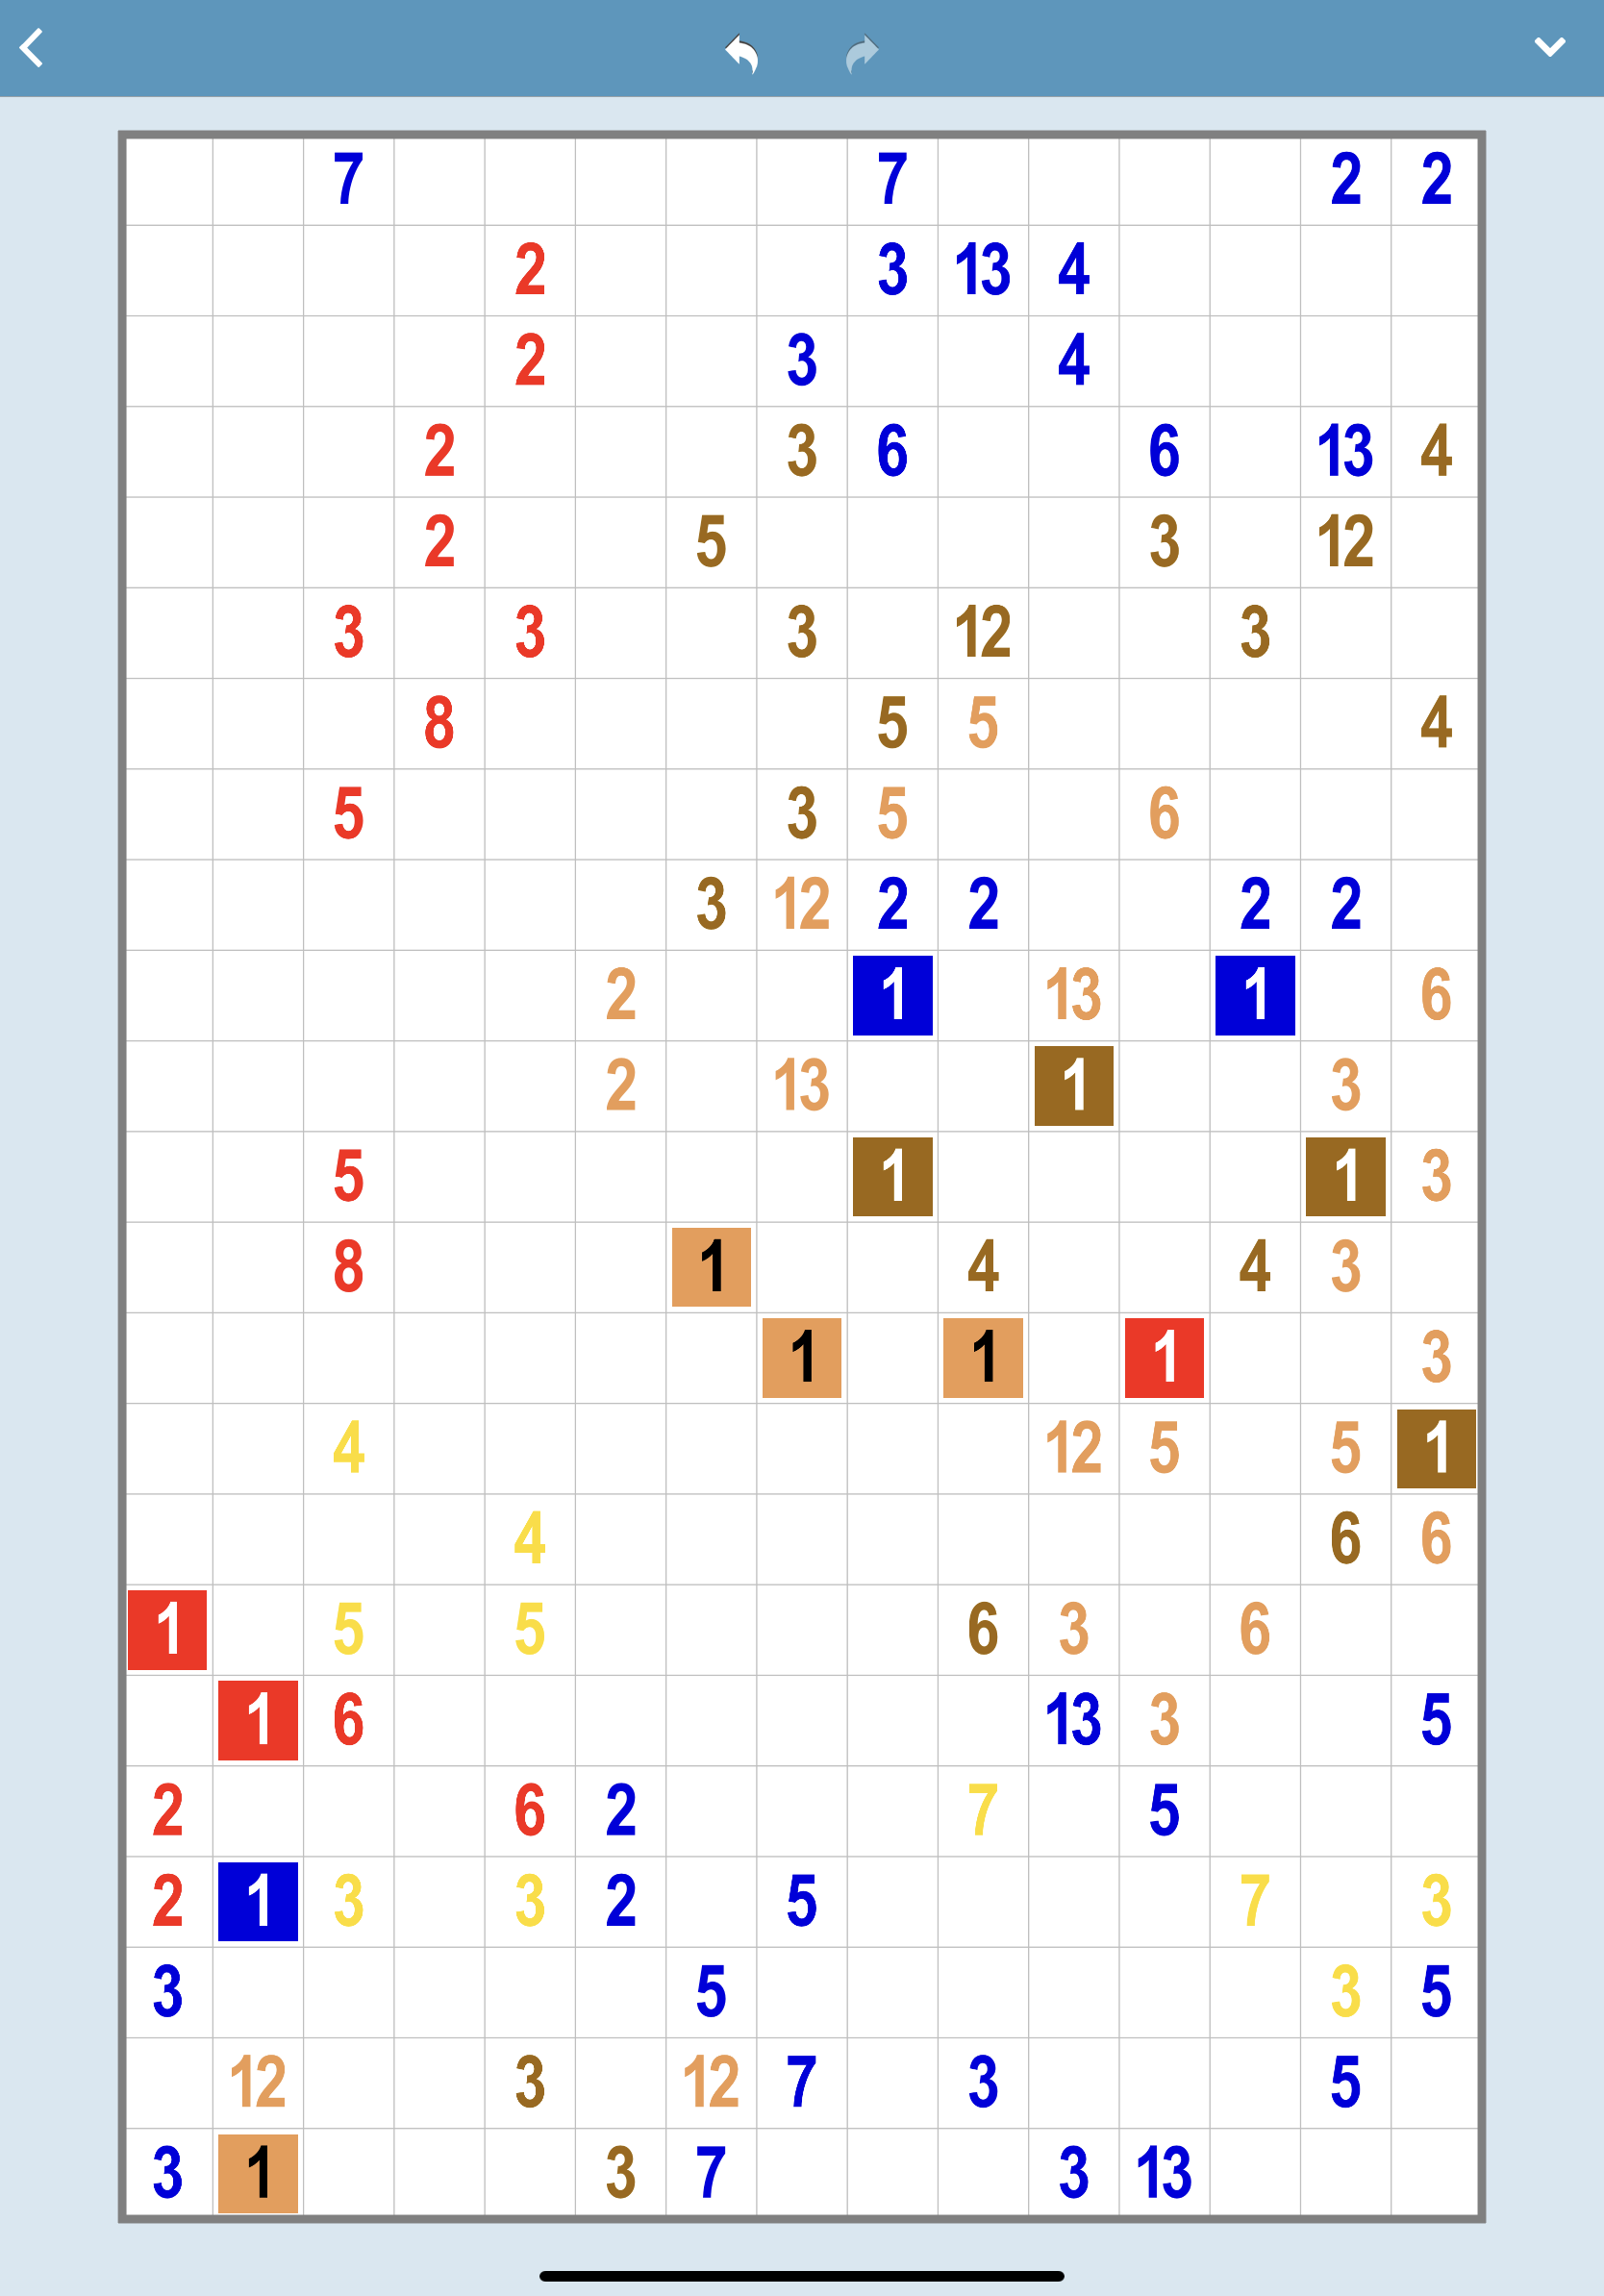 7 7 2 2
2 3 13 4
2 3 4
2 3 6 6 13 4
2 5 3 12
3 3 3 12 3
8 5 5 4
5 3 5 6
3 12 2 2 2 2
2 1 13 1 6
2 13 1 3
5 1 1 3
8 1 4 4 3
1 1 1 3
4 12 5 5 1
4 6 6
1 5 5 6 3 6
1 6 13 3 5
2 6 2 7 5
2 1 3 3 2 5 7 3
3 5 3 5
12 3 12 7 3 5
3 1 3 7 3 13